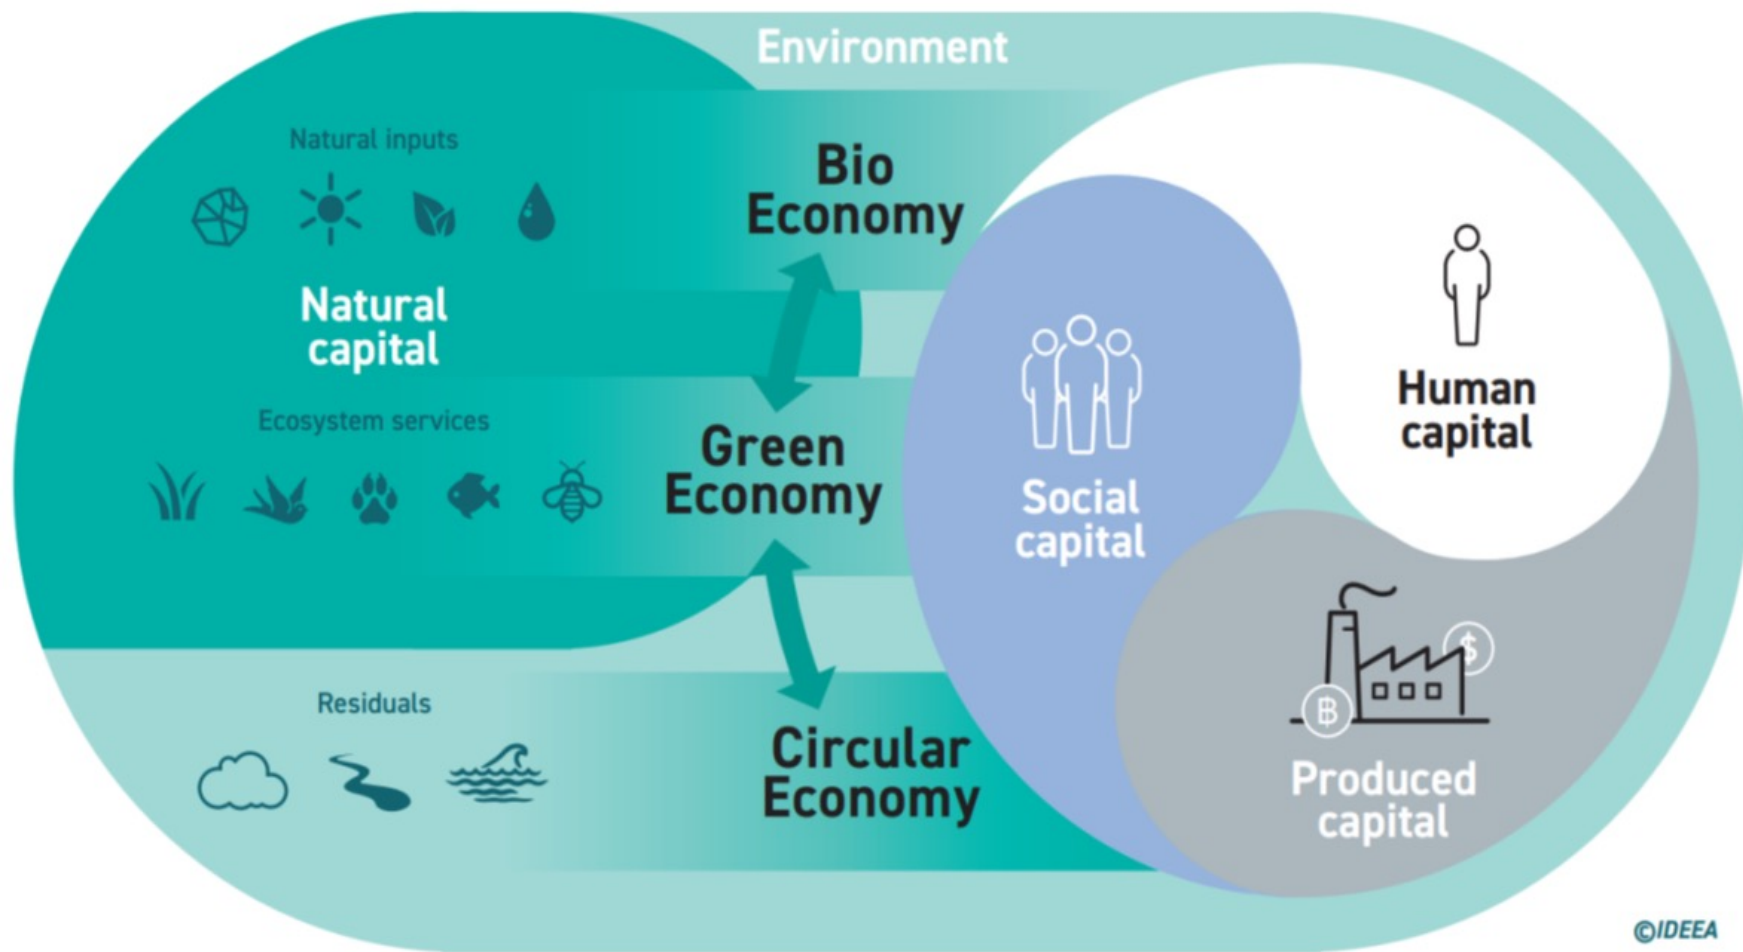 Environment
Natural inputs
Bio
Economy
Natural
capital
Human
capital
Ecosystem services
Green
Economy
Social
capital
Residuals
Circular
Economy
$
฿
Produced
capital
©IDEEA